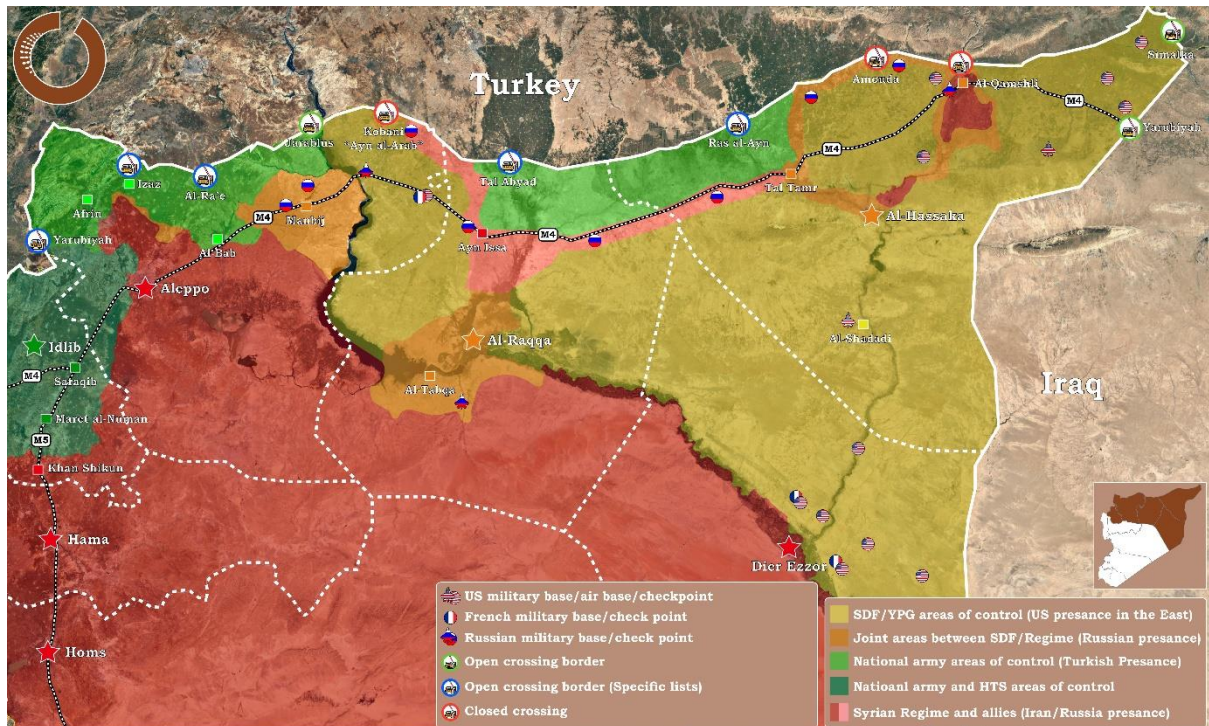 Turkey
Simalka
Amouda
Al-Qamshli
M4
Yarubiyah
Kobani
"Ayn al-Arab"
Jarablus
Ras al-Ayn
M4
Izaz
Al-Ra'e
Tal Abyad
Tal Tamr
Afrin
Manbij
M4
Al-Hassaka
Yarubiyah
Al-Bab
Ayn Issa
M4
Aleppo
Idlib
Al-Raqqa
Al-Shadadi
Saraqib
M4
Al-Tabqa
Iraq
Maret al-Numan
M5
Khan Shikun
Hama
Dier Ezzor
Homs
US military base/air base/checkpoint
French military base/check point
Russian military base/check point
Open crossing border
Open crossing border (Specific lists)
Closed crossing
SDF/YPG areas of control (US presance in the East)
Joint areas between SDF/Regime (Russian presance)
National army areas of control (Turkish Presance)
Natioanl army and HTS areas of control
Syrian Regime and allies (Iran/Russia presance)